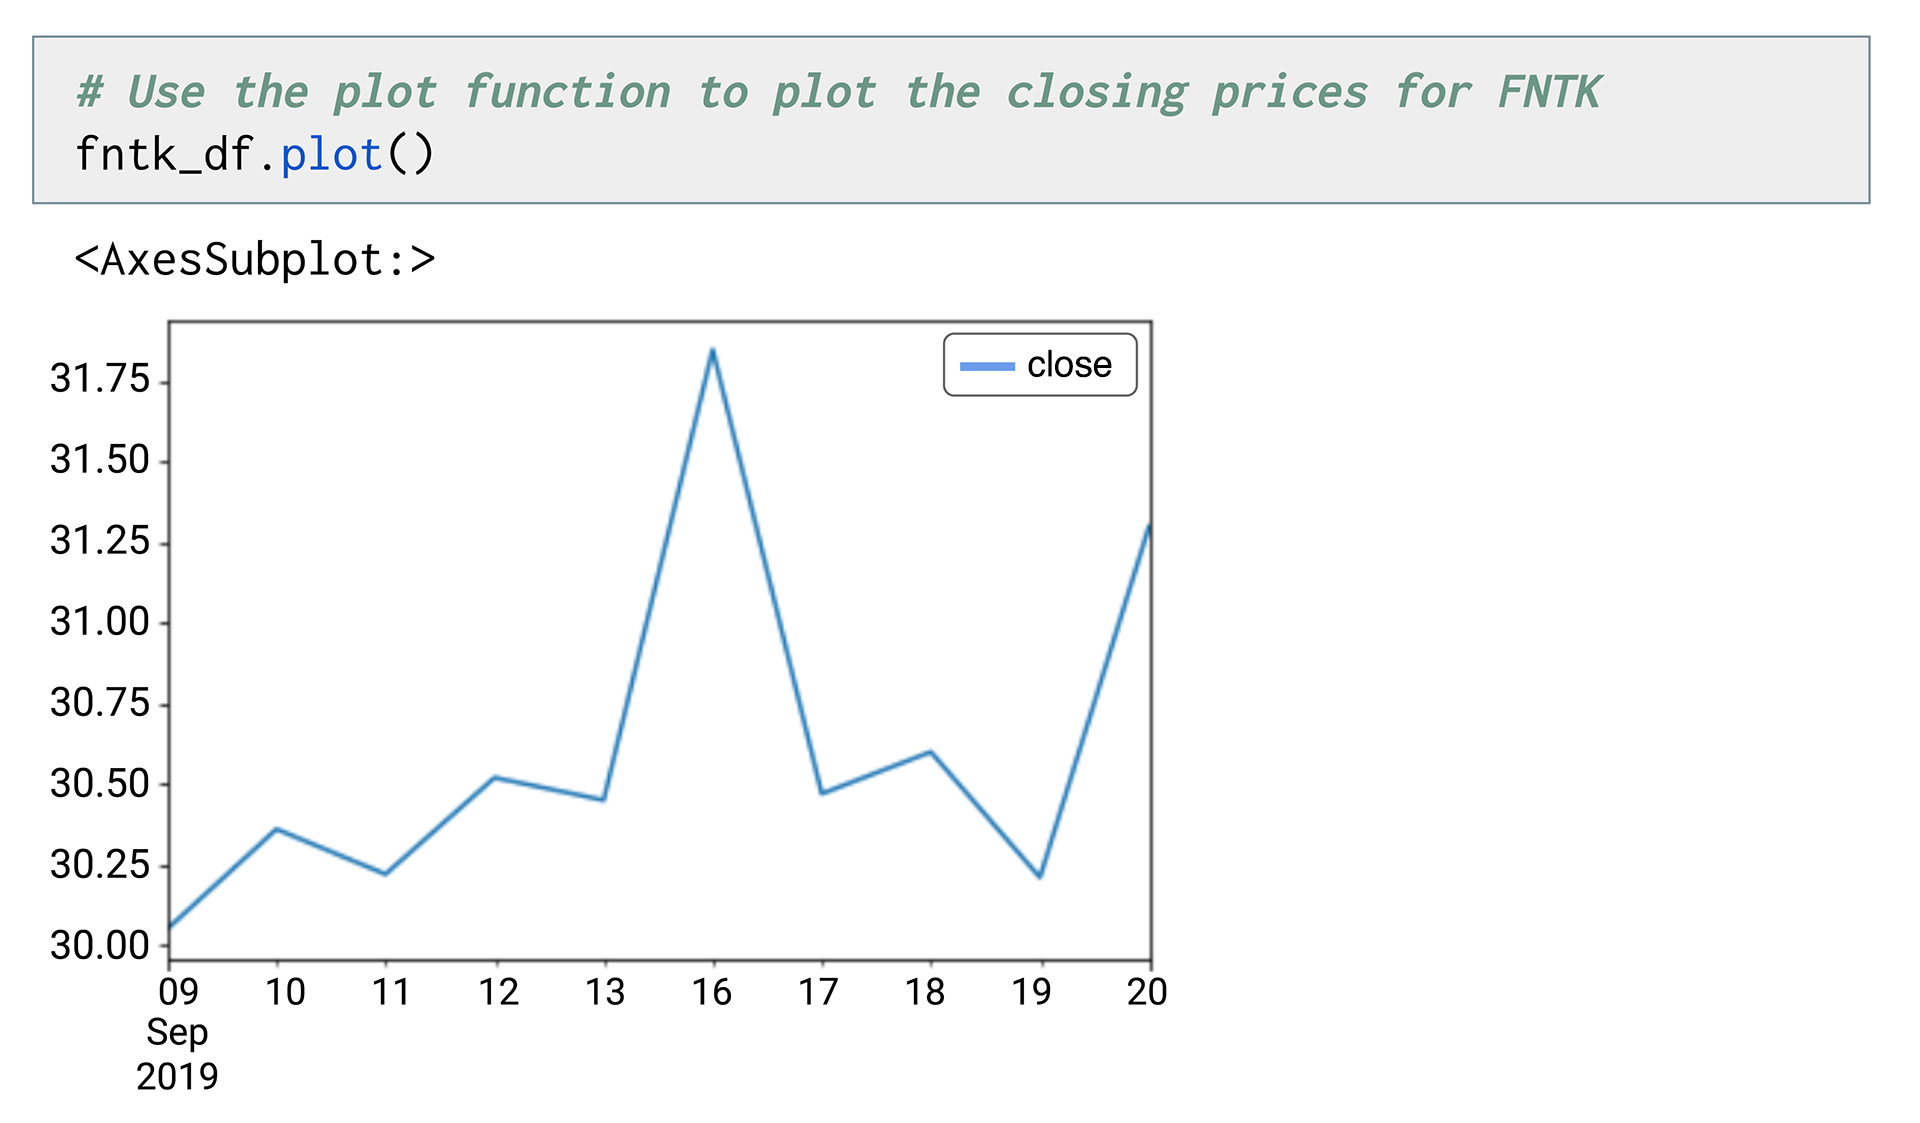 # Use the plot function to plot the closing prices for FNTK
fntk_df.plot()
<AxesSubplot:>
close
31.75
31.50
31.25
31.00
30.75
30.50
30.25
30.00
09 10 11 12 13 16 17 18 19 20
Sep
2019